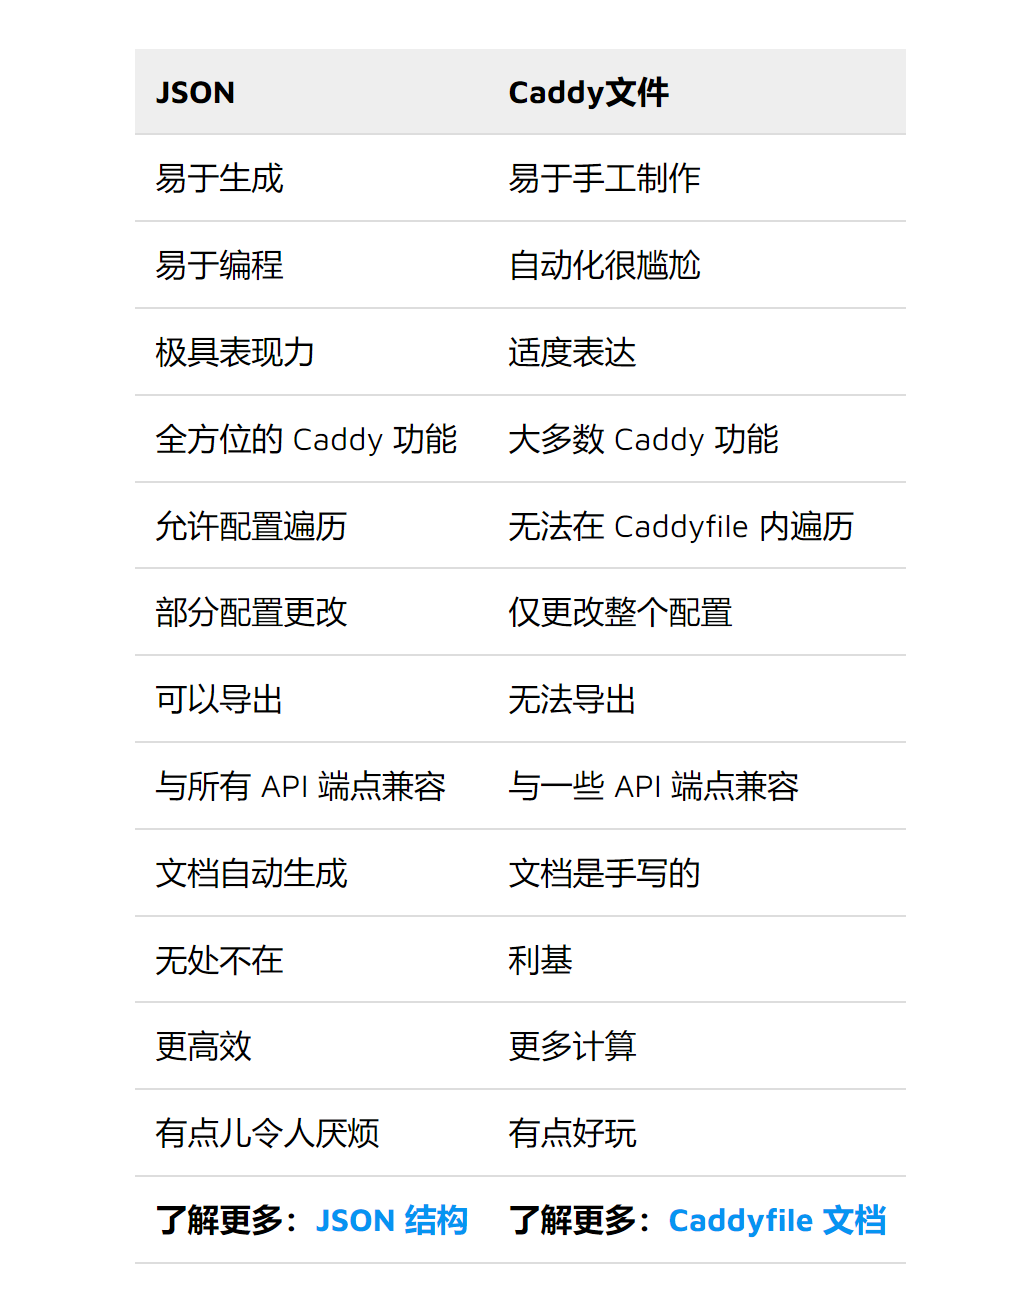 JSON Caddy文件
易于生成 易于手工制作
易于编程 自动化很尴尬
极具表现力 适度表达
全方位的 Caddy 功能 大多数 Caddy 功能
允许配置遍历 无法在 Caddyfile 内遍历
部分配置更改 仅更改整个配置
可以导出 无法导出
与所有 API 端点兼容 与一些 API 端点兼容
文档自动生成 文档是手写的
无处不在 利基
更高效 更多计算
有点儿令人厌烦 有点好玩
了解更多：JSON 结构 了解更多：Caddyfile 文档